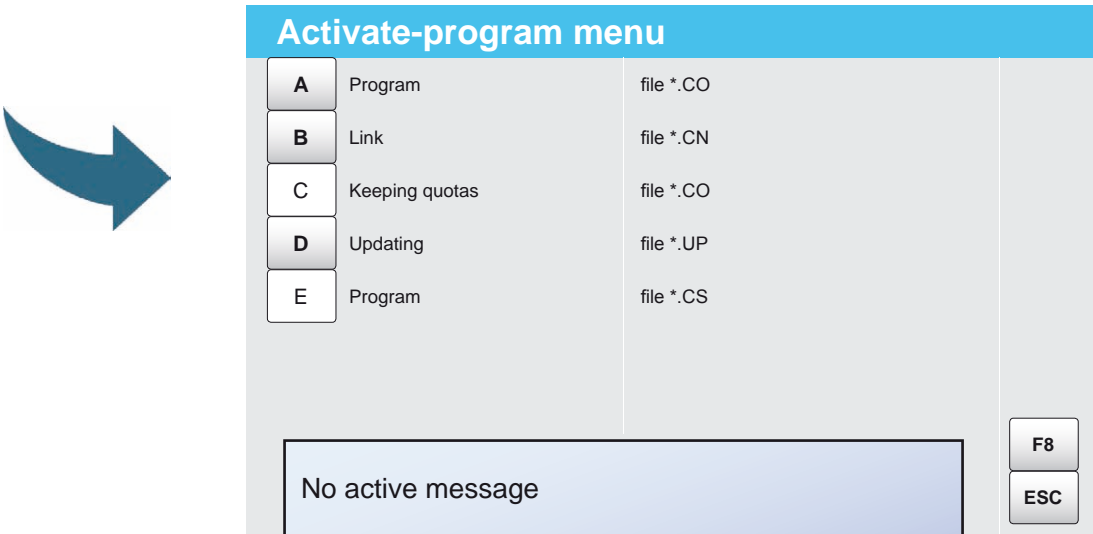 Activate-program menu
A Program file *.CO
B Link file *.CN
C Keeping quotas file *.CO
D Updating file *.UP
E Program file *.CS
F8
No active message
ESC